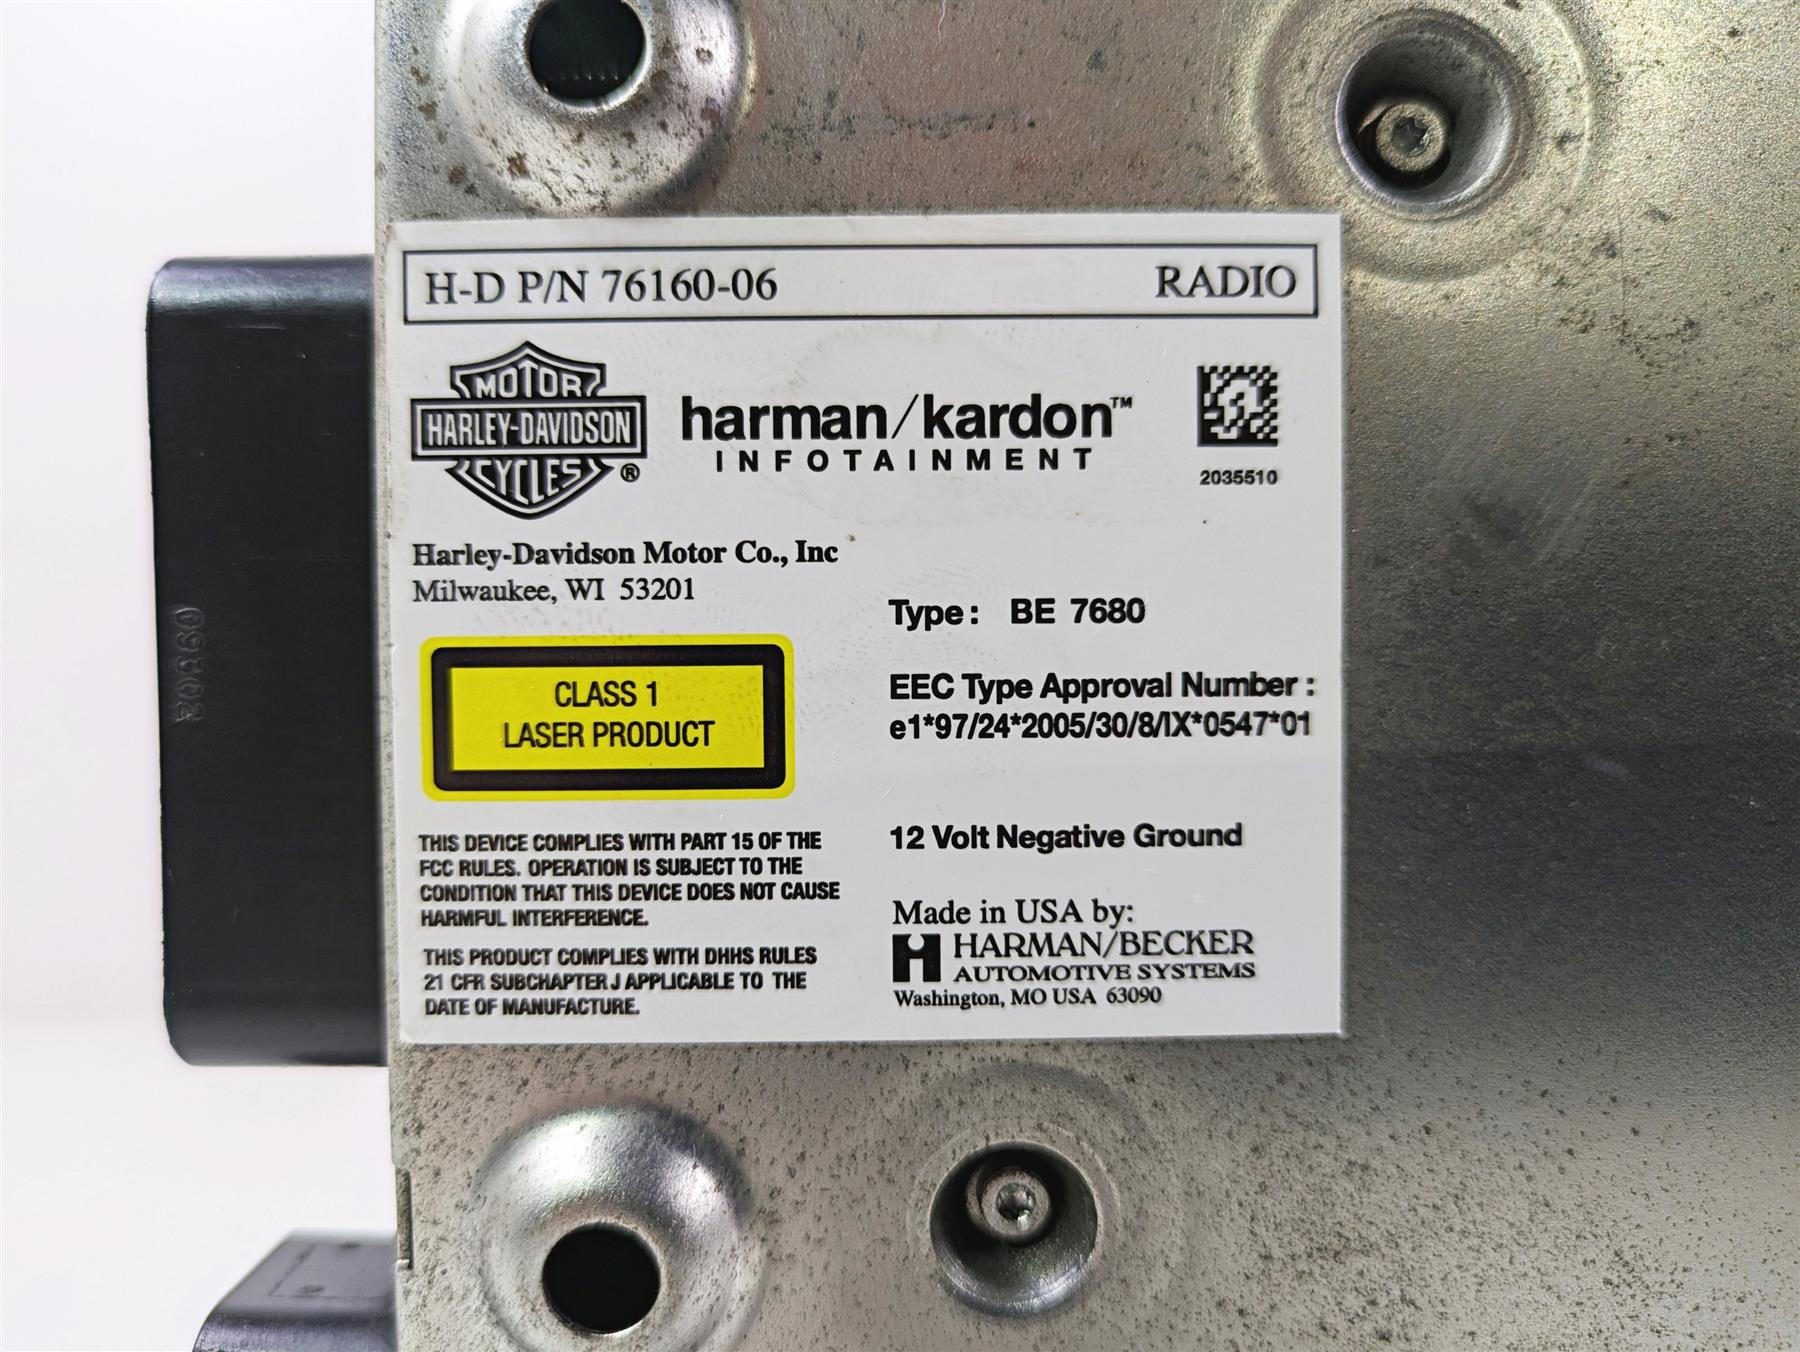 H-D P/N 76160-06 RADIO
MOTOR
HARLEY-DAVIDSON
CYCLES
®
harman/kardon™
INFOTAINMENT
2035510
Harley-Davidson Motor Co., Inc
Milwaukee, WI 53201
Type: BE 7680
EEC Type Approval Number :
e1*97/24*2005/30/8/IX*0547*01
CLASS 1
LASER PRODUCT
12 Volt Negative Ground
THIS DEVICE COMPLIES WITH PART 15 OF THE
FCC RULES. OPERATION IS SUBJECT TO THE
CONDITION THAT THIS DEVICE DOES NOT CAUSE
HARMFUL INTERFERENCE.
THIS PRODUCT COMPLIES WITH DHHS RULES
21 CFR SUBCHAPTER J APPLICABLE TO THE
DATE OF MANUFACTURE.
Made in USA by:
HARMAN/BECKER
AUTOMOTIVE SYSTEMS
Washington, MO USA 63090